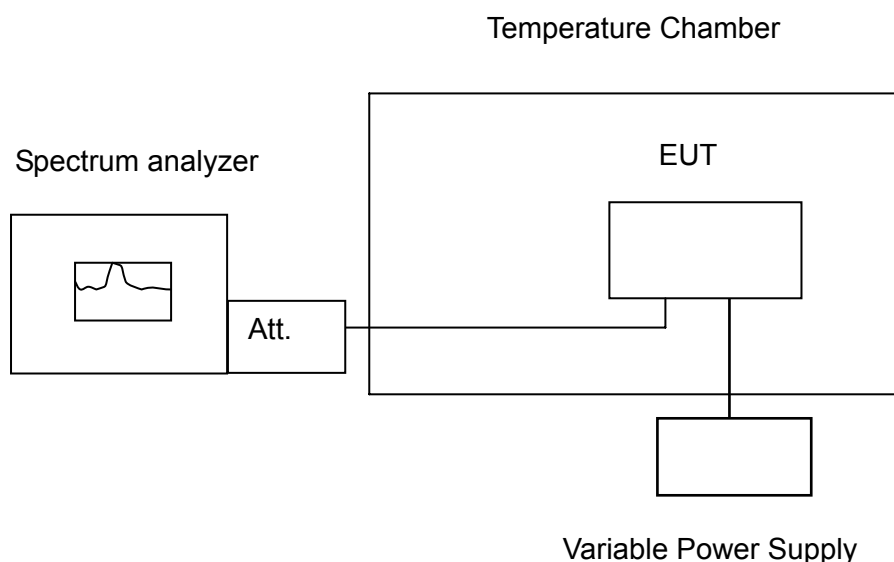 Temperature Chamber
Spectrum analyzer
EUT
Att.
Variable Power Supply